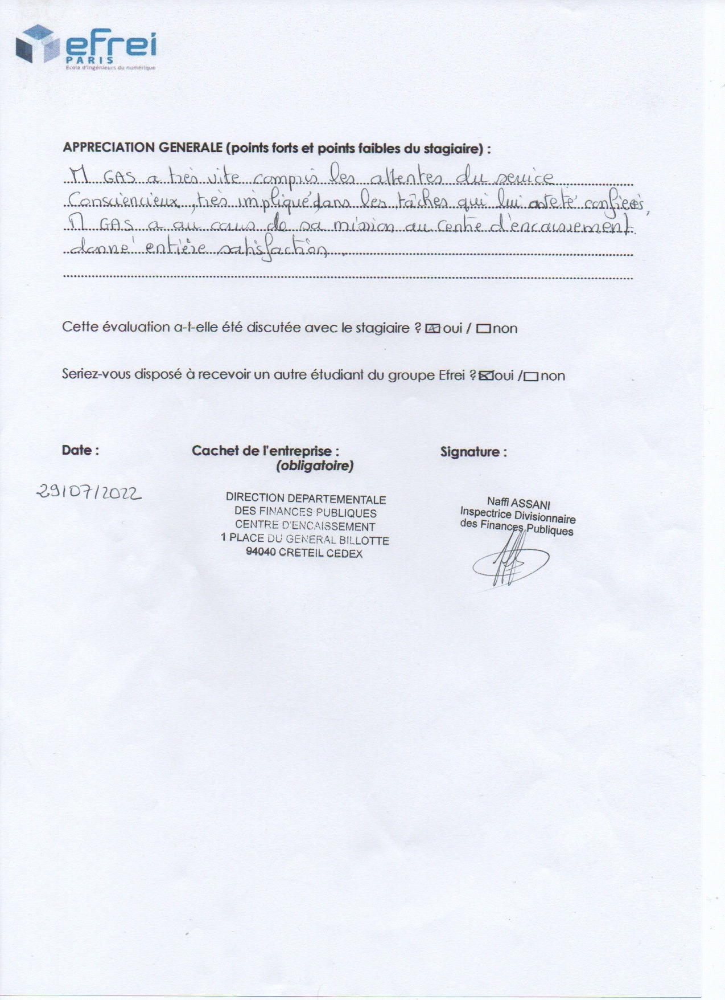 efrei
PARIS
Ecole d'ingénieurs du numérique
APPRECIATION GENERALE (points forts et points faibles du stagiaire) :
M GAS a très vite compris les attentes du service
Consciencieux, très impliqué dans les tâches qui lui ont été confiées,
M GAS a au cours de sa mission au Centre d'encaissement
donné entière satisfaction.
Cette évaluation a-t-elle été discutée avec le stagiaire ? oui / non
Seriez-vous disposé à recevoir un autre étudiant du groupe Efrei ? oui / non
Date :
Cachet de l'entreprise :
(obligatoire)
Signature :
29/07/2022
DIRECTION DEPARTEMENTALE
DES FINANCES PUBLIQUES
CENTRE D'ENCAISSEMENT
1 PLACE DU GENERAL BILLOTTE
94040 CRETEIL CEDEX
Naffi ASSANI
Inspectrice Divisionnaire
des Finances Publiques